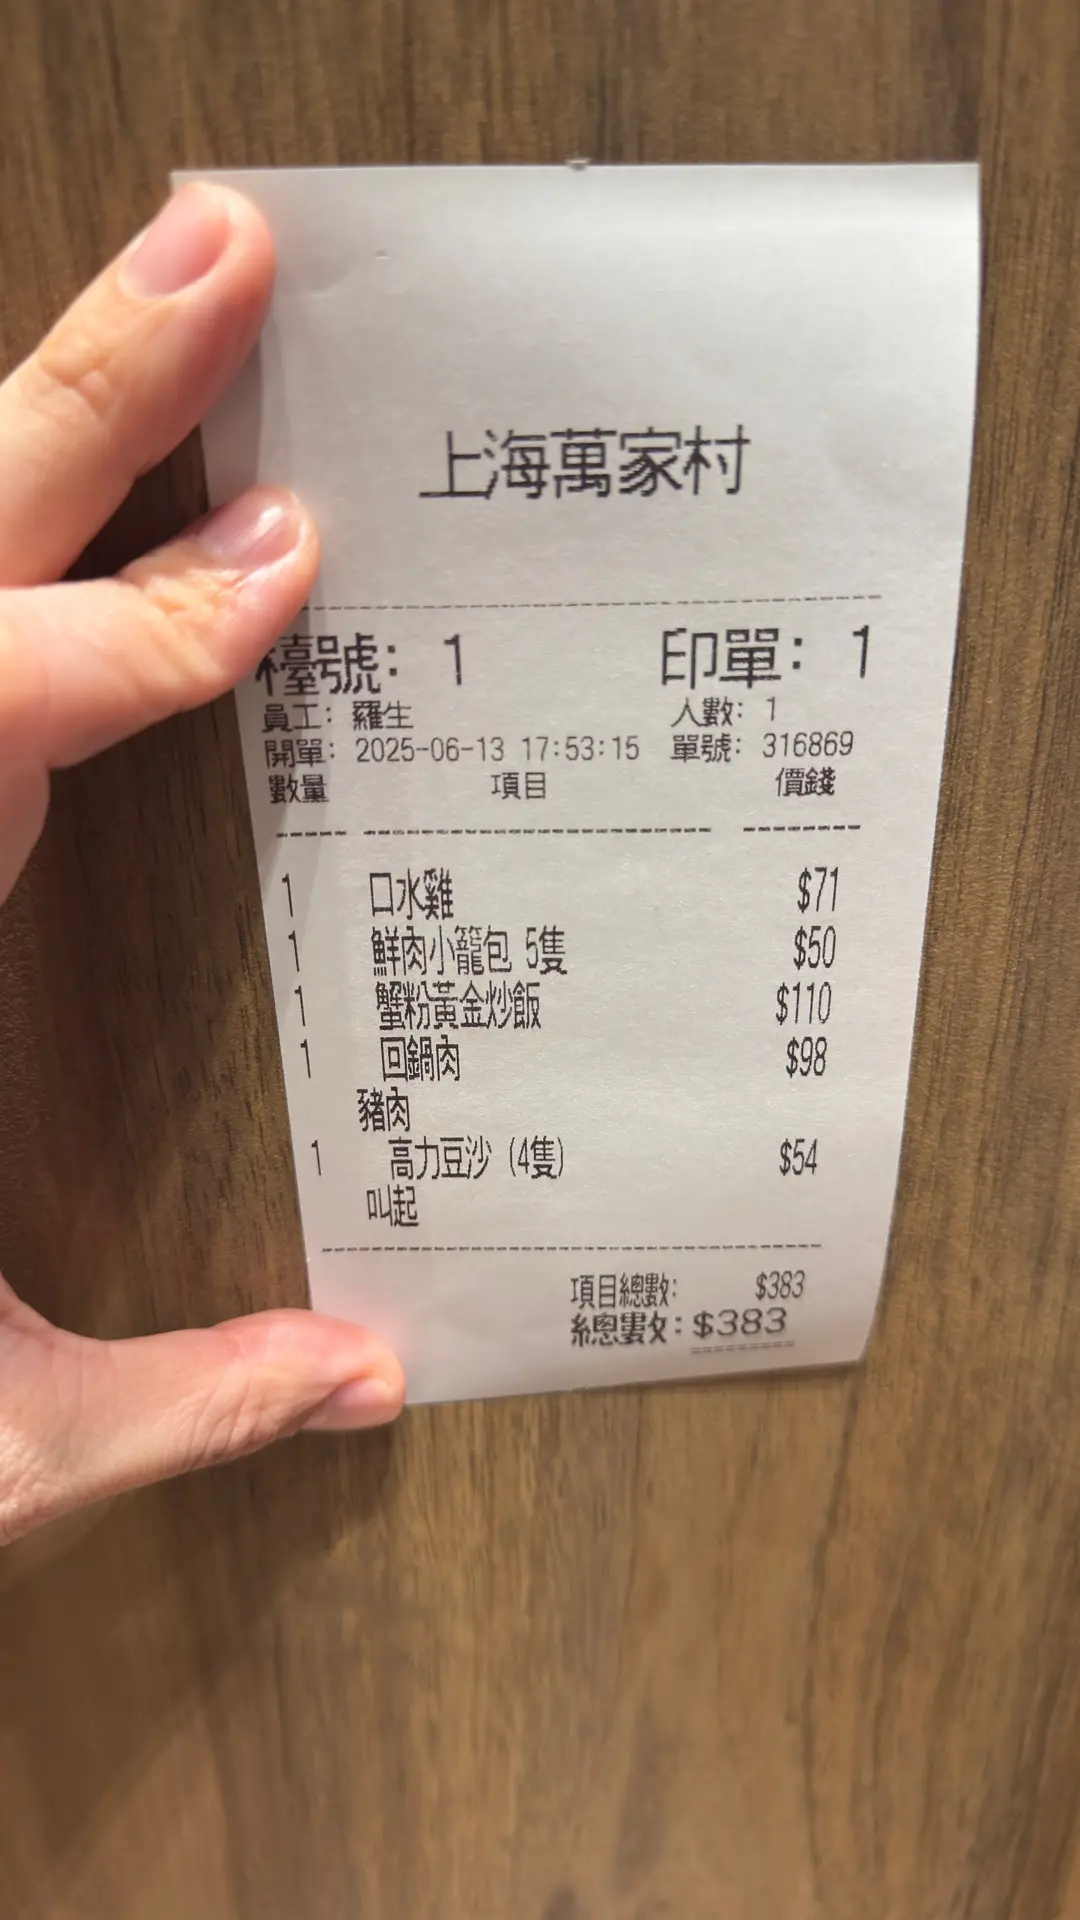 上海萬家村
檯號: 1 印單: 1
員工: 羅生 人數: 1
開單: 2025-06-13 17:53:15 單號: 316869
數量 項目 價錢
1 口水雞 $71
1 鮮肉小籠包 5隻 $50
1 蟹粉黃金炒飯 $110
1 回鍋肉 $98
豬肉
1 高力豆沙 (4隻) $54
叫起
項目總數: $383
總數: $383